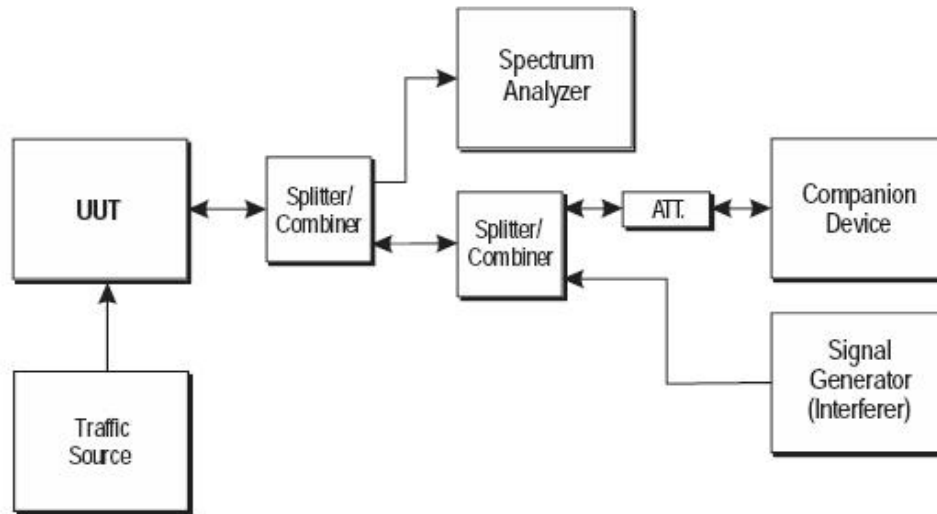 Spectrum
Analyzer
UUT
Splitter/
Combiner
Splitter/
Combiner
ATT.
Companion
Device
Traffic
Source
Signal
Generator
(Interferer)